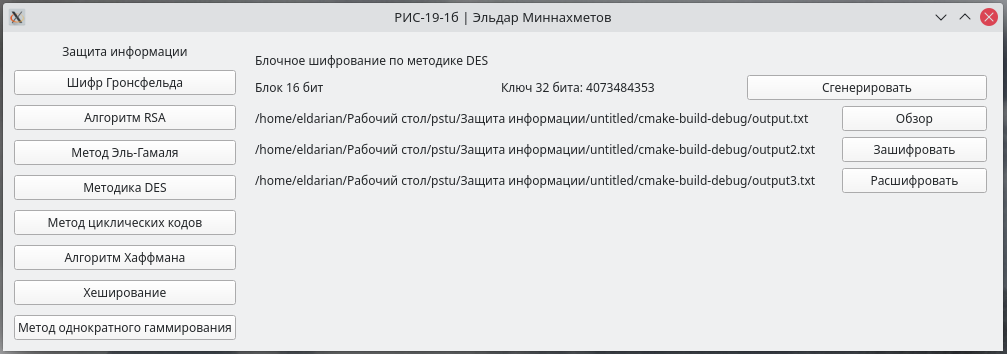 РИС-19-1б | Эльдар Миннахметов
Защита информации
Шифр Гронсфельда
Алгоритм RSA
Метод Эль-Гамаля
Методика DES
Метод циклических кодов
Алгоритм Хаффмана
Хеширование
Метод однократного гаммирования
Блочное шифрование по методике DES
Блок 16 бит Ключ 32 бита: 4073484353 Сгенерировать
/home/eldarian/Рабочий стол/pstu/Защита информации/untitled/cmake-build-debug/output.txt Обзор
/home/eldarian/Рабочий стол/pstu/Защита информации/untitled/cmake-build-debug/output2.txt Зашифровать
/home/eldarian/Рабочий стол/pstu/Защита информации/untitled/cmake-build-debug/output3.txt Расшифровать